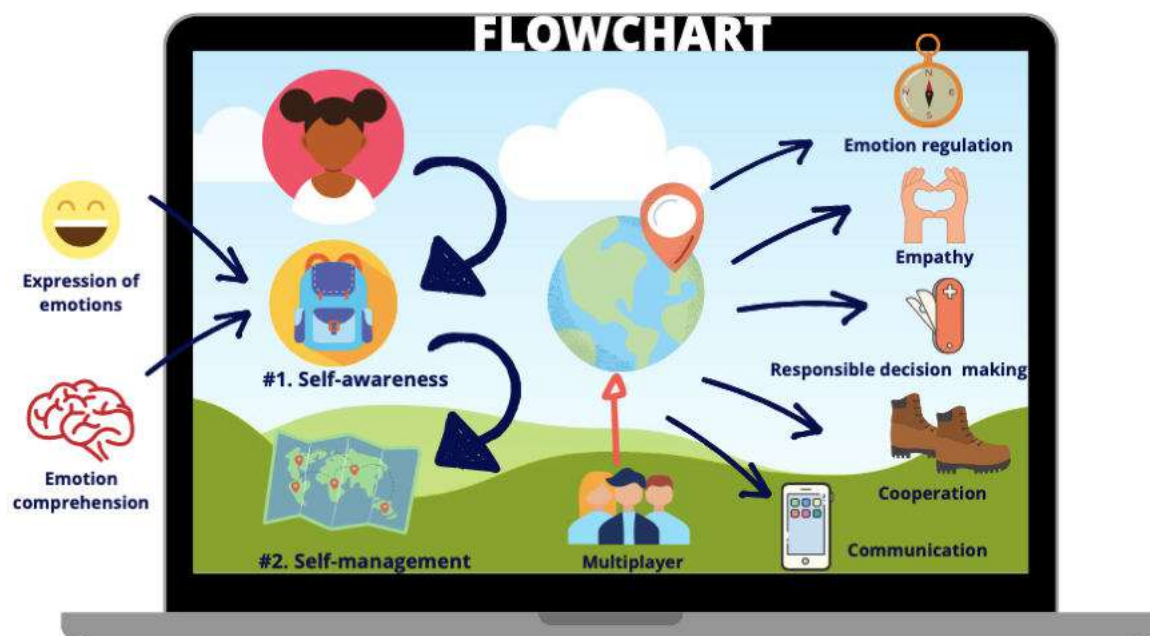 FLOWCHART
Expression of
emotions
Emotion
comprehension
#1. Self-awareness
#2. Self-management
Multiplayer
N
W
e
S
Emotion regulation
Empathy
Responsible decision making
Cooperation
Communication